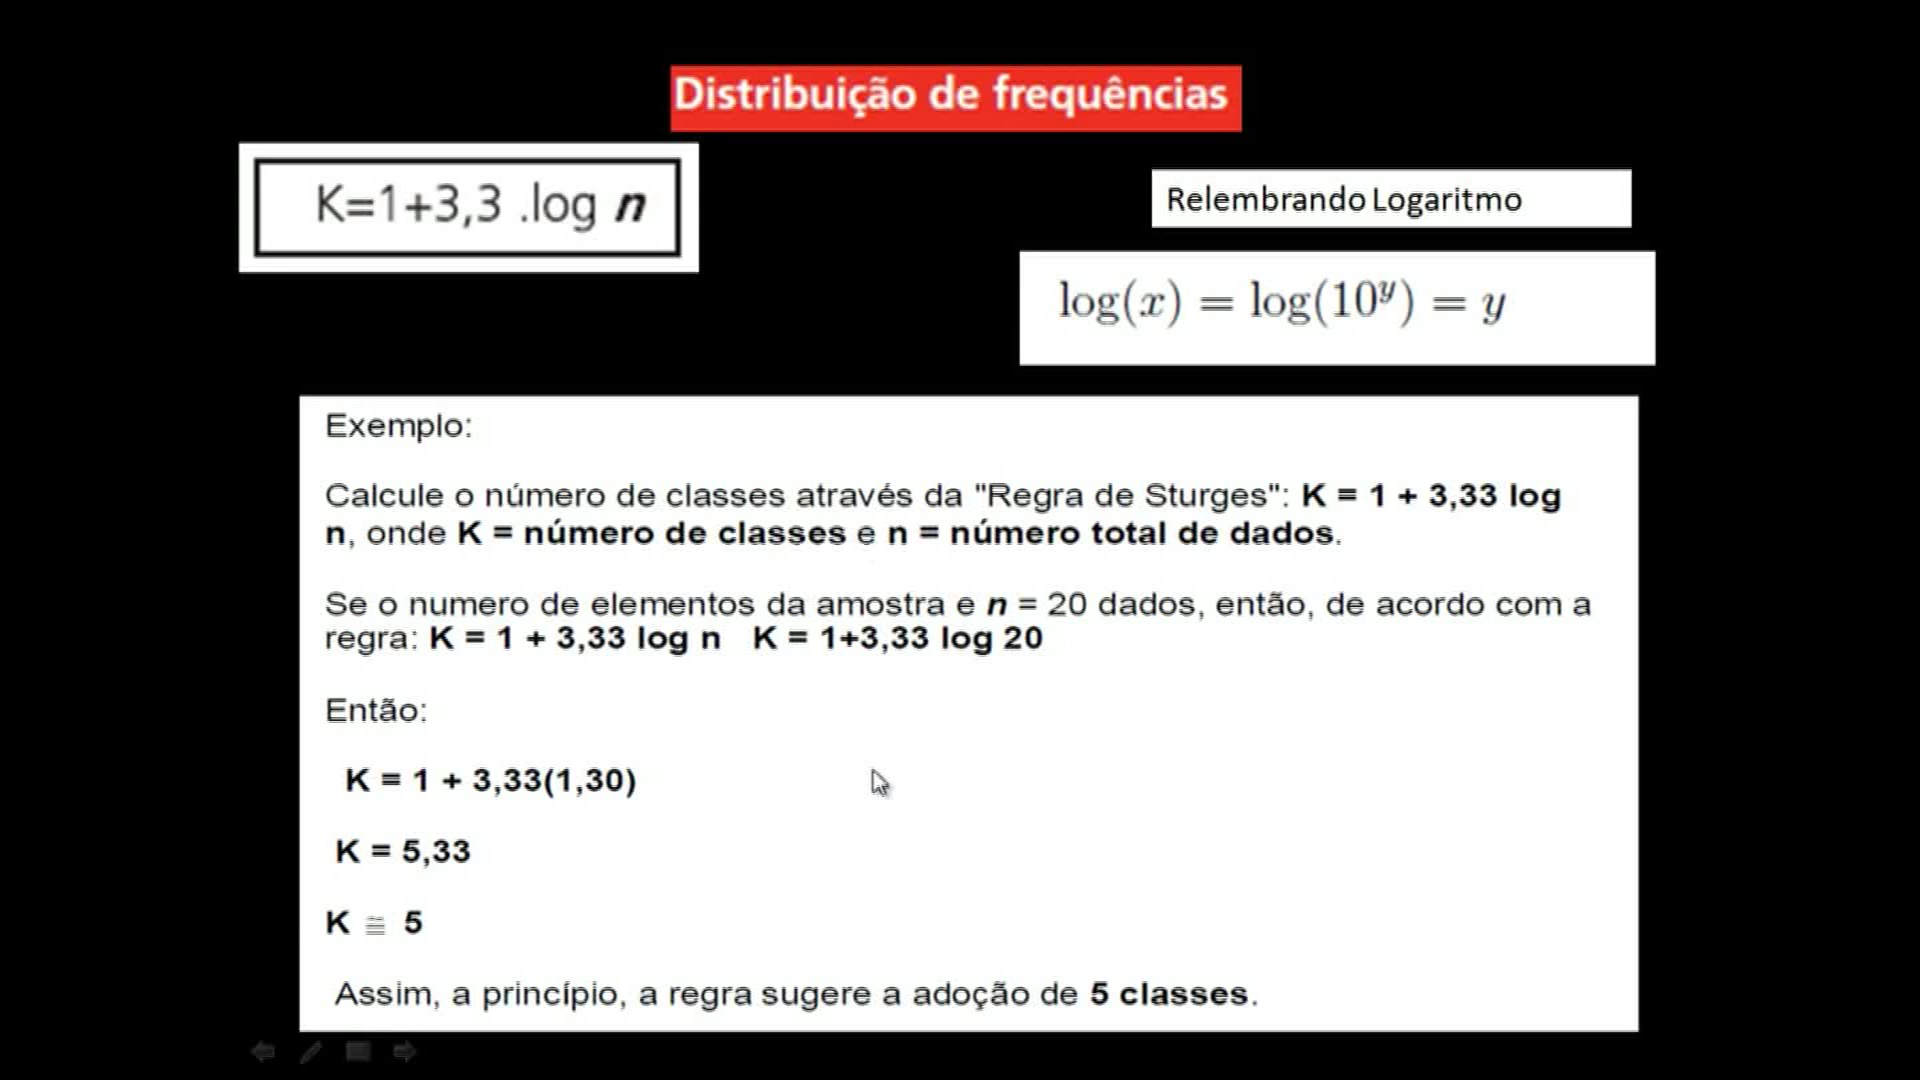 Distribuição de frequências
K=1+3,3 .log n
Relembrando Logaritmo
log(x) = log(10^y) = y
Exemplo:
Calcule o número de classes através da "Regra de Sturges": K = 1 + 3,33 log
n, onde K = número de classes e n = número total de dados.
Se o numero de elementos da amostra e n = 20 dados, então, de acordo com a
regra: K = 1 + 3,33 log n K = 1+3,33 log 20
Então:
K = 1 + 3,33(1,30)
K = 5,33
K ≅ 5
Assim, a princípio, a regra sugere a adoção de 5 classes.